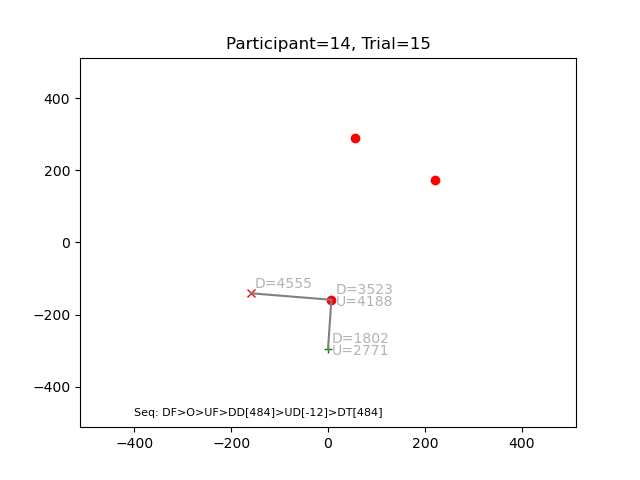 Participant=14, Trial=15
400
200
0
−200
−400
D=4555
D=3523
U=4188
D=1802
U=2771
Seq: DF>O>UF>DD[484]>UD[-12]>DT[484]
−400
−200
0
200
400